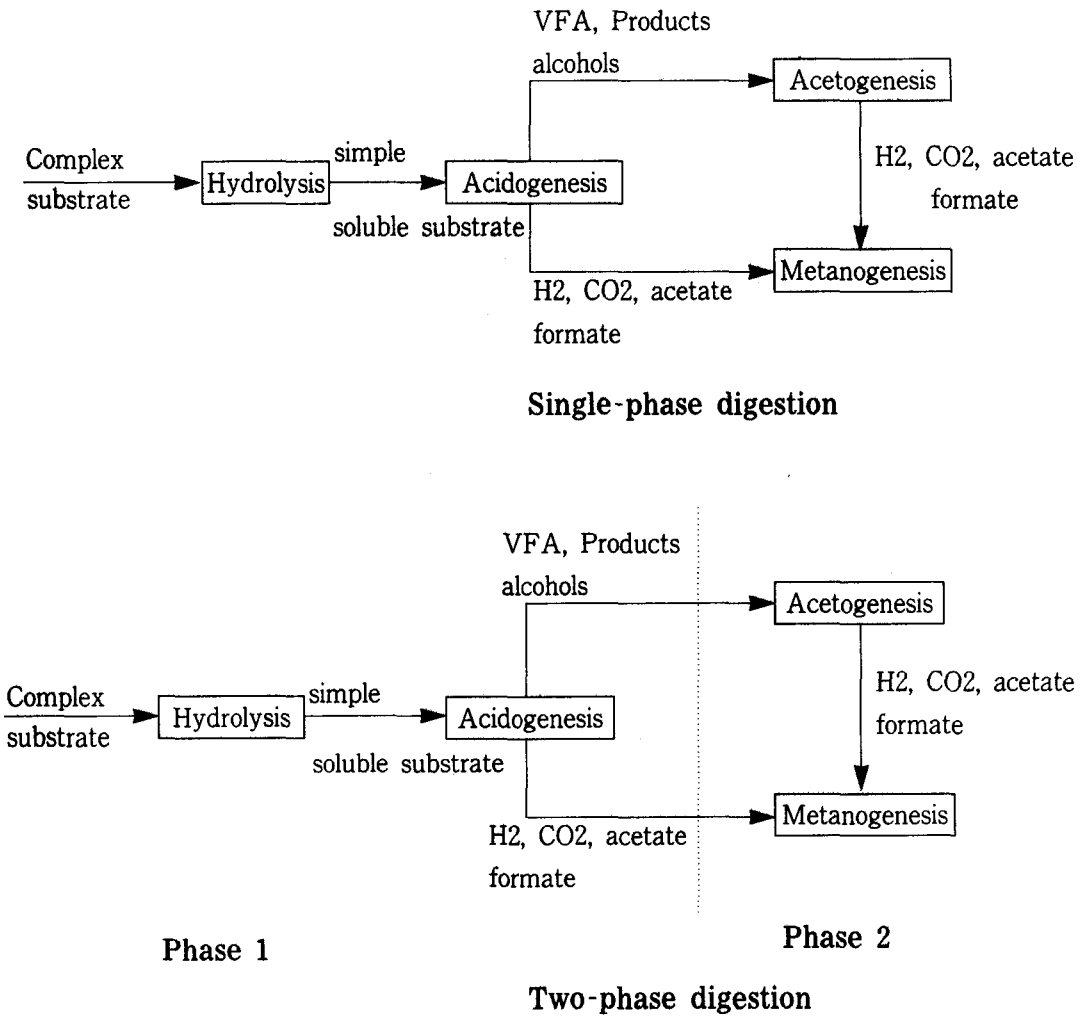 VFA, Products
alcohols
Acetogenesis
Complex
substrate
Hydrolysis
simple
soluble substrate
Acidogenesis
H2, CO2, acetate
formate
H2, CO2, acetate
formate
Metanogenesis
Single-phase digestion
VFA, Products
alcohols
Acetogenesis
Complex
substrate
Hydrolysis
simple
soluble substrate
Acidogenesis
H2, CO2, acetate
formate
H2, CO2, acetate
formate
Metanogenesis
Phase 1
Phase 2
Two-phase digestion